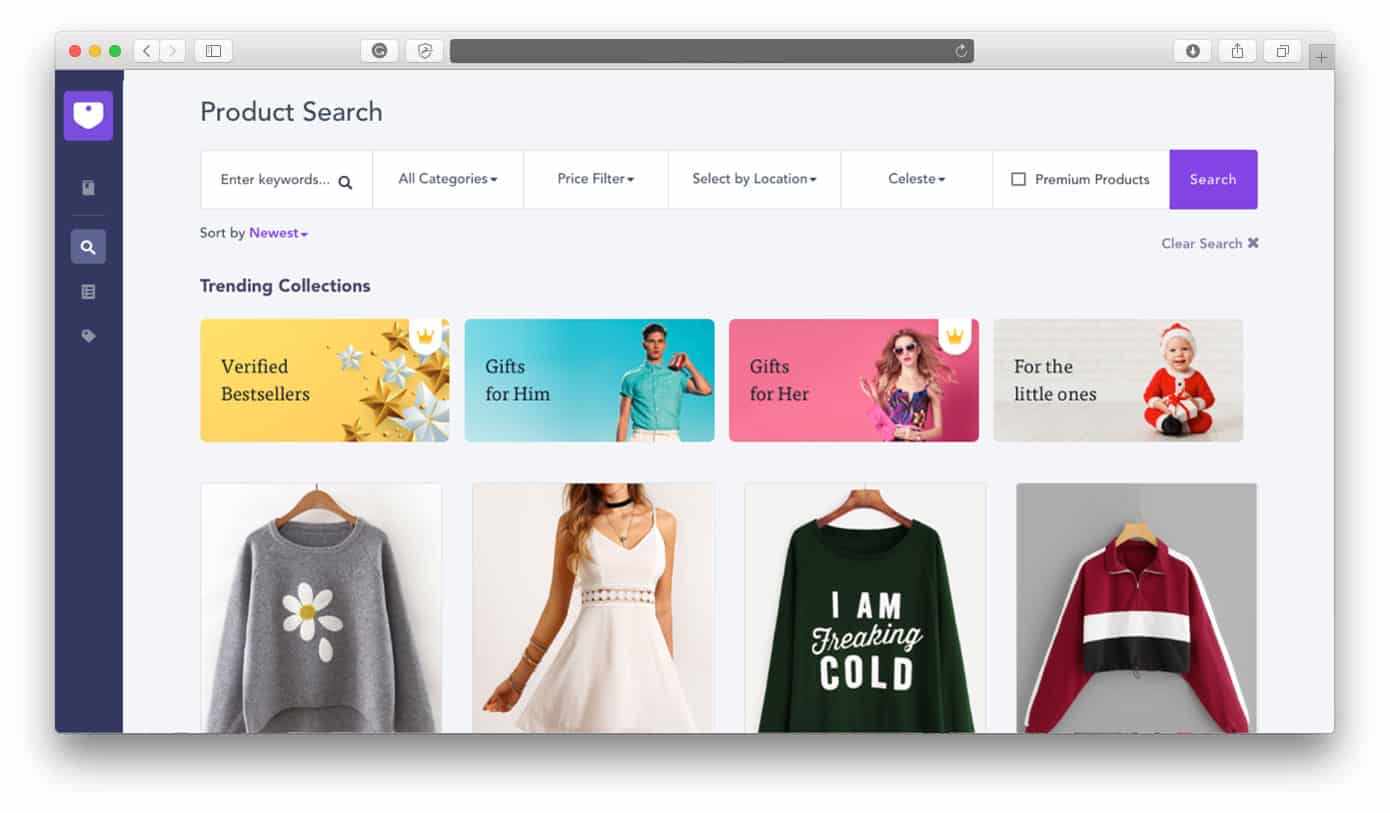 Product Search
Enter keywords...
All Categories
Price Filter
Select by Location
Celeste
Premium Products
Search
Sort by Newest
Clear Search
Trending Collections
Verified
Bestsellers
Gifts
for Him
Gifts
for Her
For the
little ones
I AM
Freaking
COLD